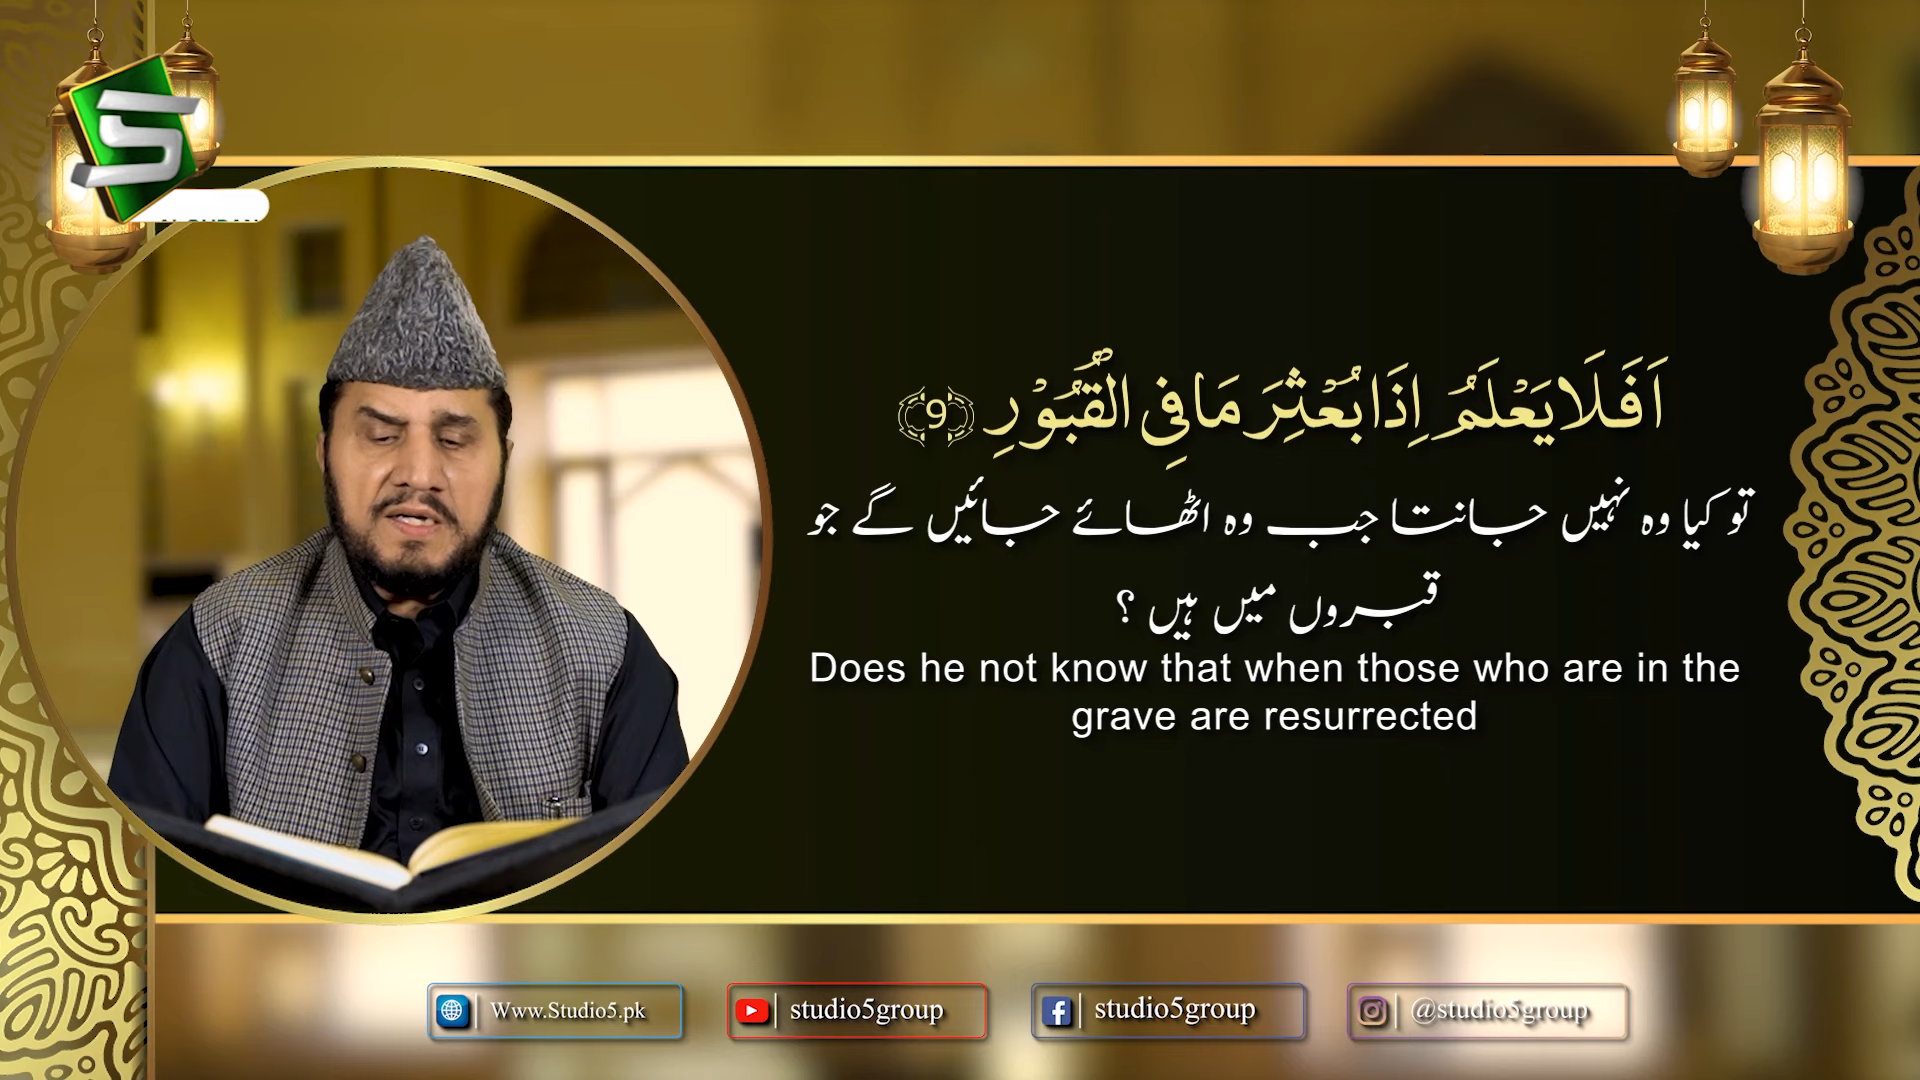 اَفَلَا يَعْلَمُ اِذَا بُعْثِرَ مَا فِي الْقُبُوْرِ ﴿9﴾
تو کیا وہ نہیں جانتا جب وہ اٹھائے جائیں گے جو
قبروں میں ہیں ؟
Does he not know that when those who are in the
grave are resurrected
Www.Studio5.pk
studio5group
studio5group
@studio5group